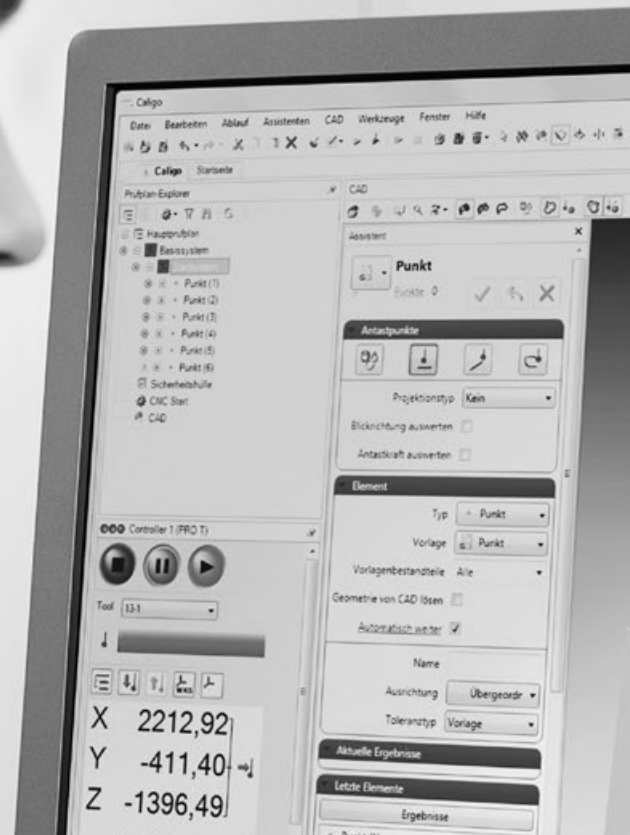 Caligo
Datei Bearbeiten Ablauf Assistenten CAD Werkzeuge Fenster Hilfe
Caligo Startseite
Prüfplan-Explorer
CAD
Hauptprüfplan
Basissystem
Punkt (1)
Punkt (2)
Punkt (3)
Punkt (4)
Punkt (5)
Punkt (6)
Sicherheitshülle
CNC Start
CAD
Controller 1 (PRO T)
Tool 13-1
X 2212,92
Y -411,40
Z -1396,49
Assistent
Punkt
Punkte 0
Antastpunkte
Projektionstyp Kein
Blickrichtung auswerten
Antastkraft auswerten
Element
Typ Punkt
Vorlage Punkt
Vorlagenbestandteile Alle
Geometrie von CAD lösen
Automatisch weiter
Name
Ausrichtung Übergeordr
Toleranztyp Vorlage
Aktuelle Ergebnisse
Letzte Elemente
Ergebnisse